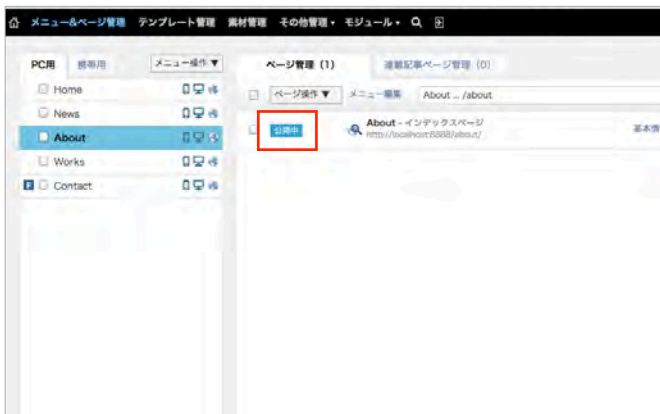 メニュー&ページ管理 テンプレート管理 素材管理 その他管理 モジュール
PC用 携帯用 メニュー操作▼
Home
News
About
Works
F Contact
ページ管理 (1) 連載記事ページ管理 (0)
ページ操作▼ メニュー編集 About .. /about
公開中 About - インデックスページ
http://localhost:8888/about/
基本情